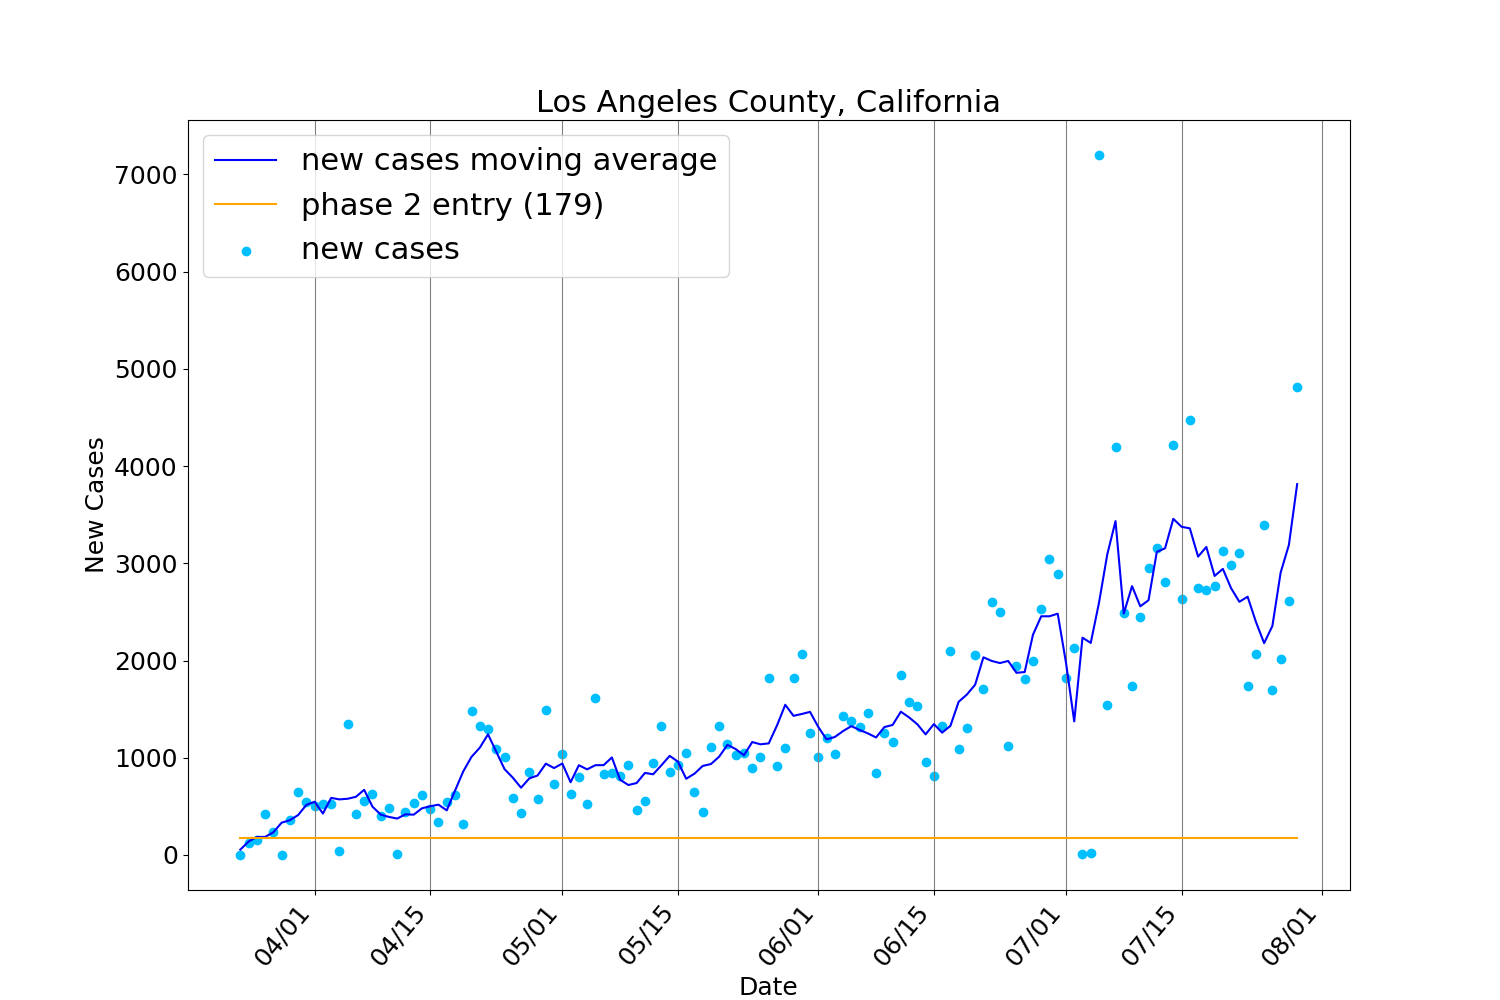 Los Angeles County, California
new cases moving average
phase 2 entry (179)
new cases
7000
6000
5000
4000
3000
2000
1000
0
New Cases
04/01
04/15
05/01
05/15
06/01
06/15
07/01
07/15
08/01
Date